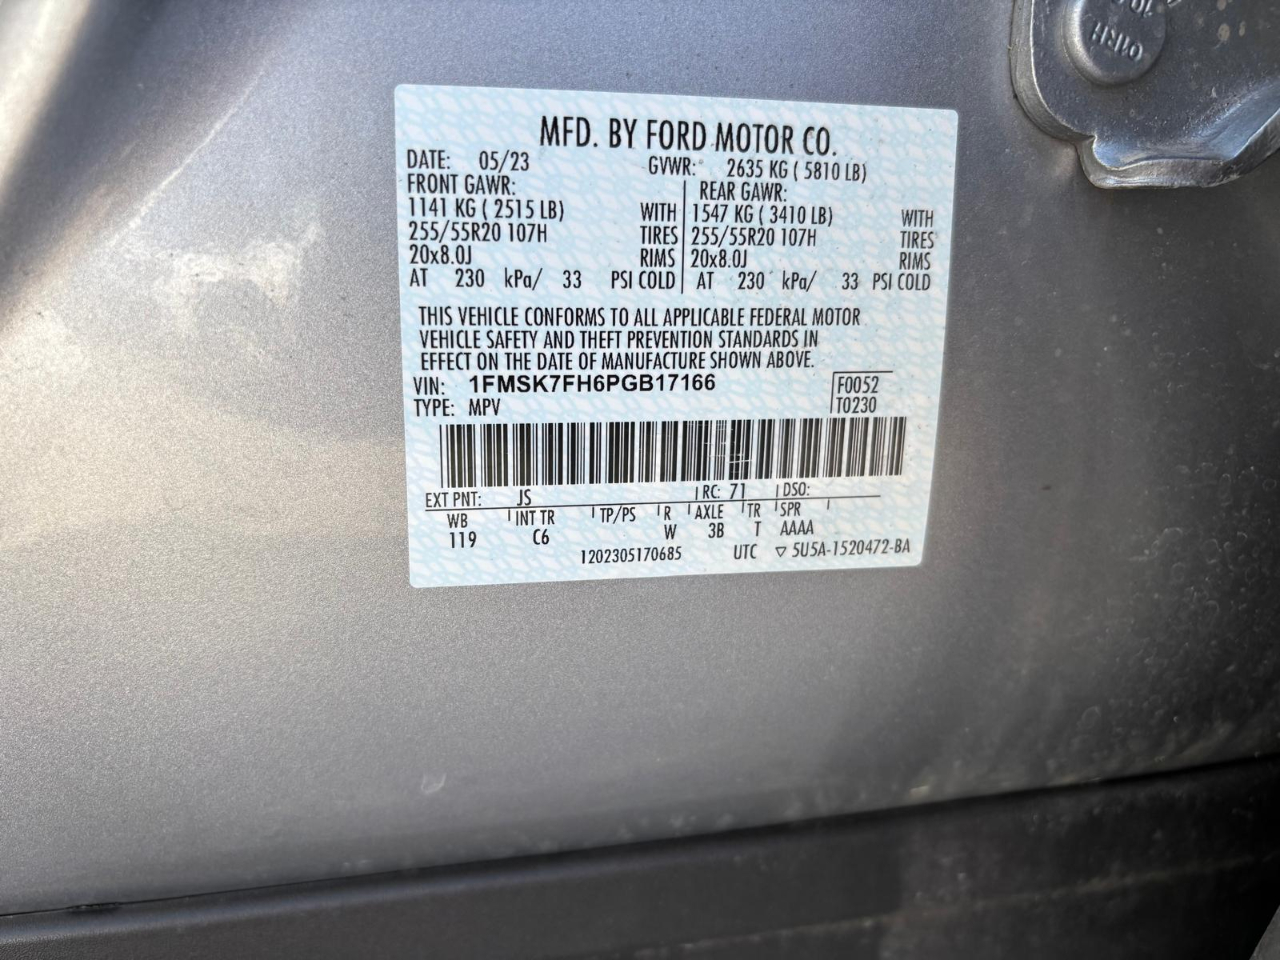 01RH
MFD. BY FORD MOTOR CO.
DATE: 05/23 GVWR: 2635 KG ( 5810 LB)
FRONT GAWR: REAR GAWR:
1141 KG ( 2515 LB) WITH 1547 KG ( 3410 LB) WITH
255/55R20 107H TIRES 255/55R20 107H TIRES
20x8.0J RIMS 20x8.0J RIMS
AT 230 kPa/ 33 PSI COLD AT 230 kPa/ 33 PSI COLD
THIS VEHICLE CONFORMS TO ALL APPLICABLE FEDERAL MOTOR
VEHICLE SAFETY AND THEFT PREVENTION STANDARDS IN
EFFECT ON THE DATE OF MANUFACTURE SHOWN ABOVE.
VIN: 1FMSK7FH6PGB17166 F0052
TYPE: MPV T0230
EXT PNT: JS RC: 71 DSO:
WB INT TR TP/PS R AXLE TR SPR
119 C6 W 3B T AAAA
1202305170685 UTC ▽ 5U5A-1520472-BA